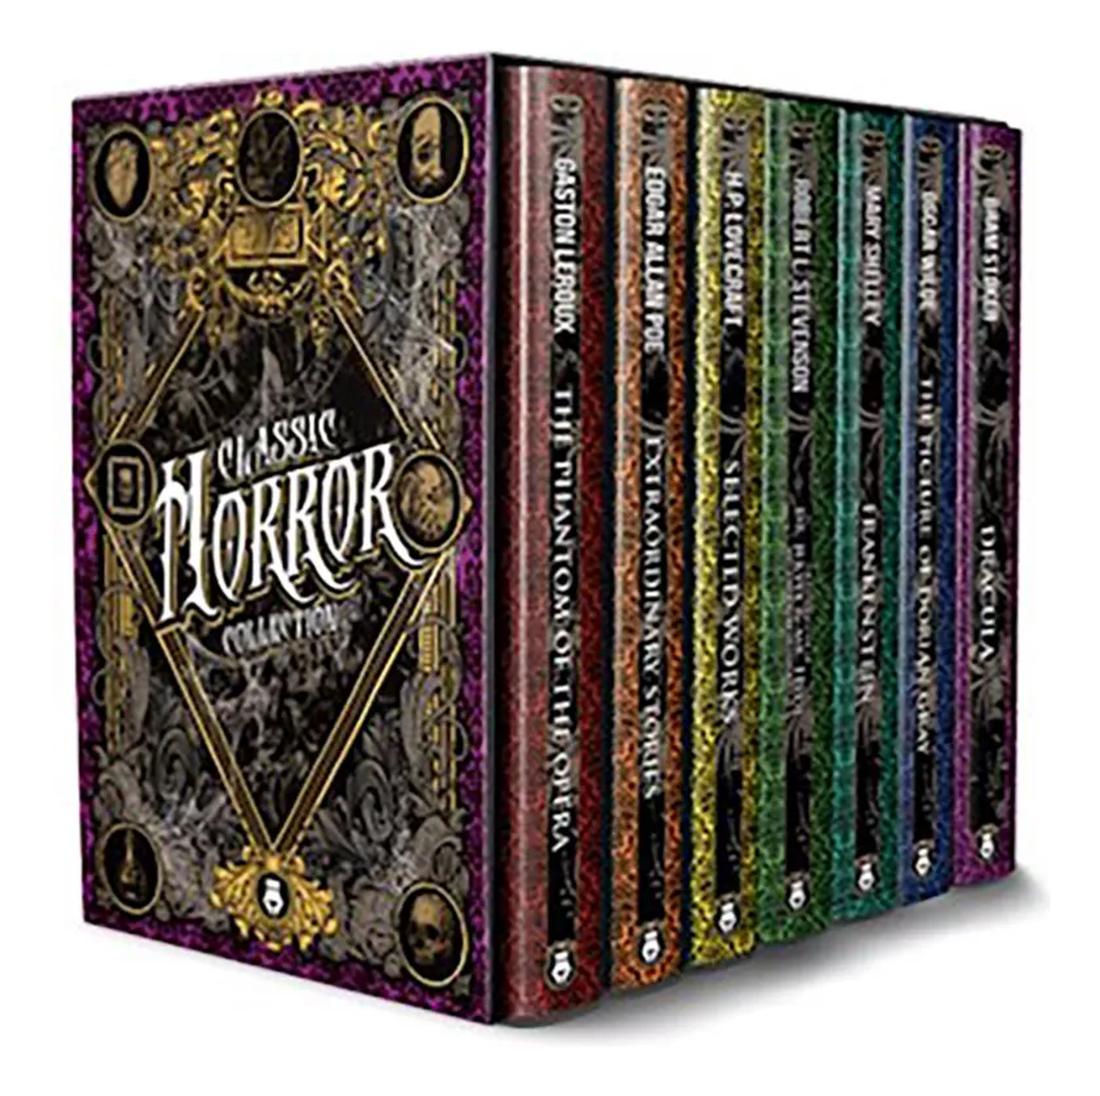 CLASSIC
HORROR
COLLECTION
GASTON LEROUX THE PHANTOM OF THE OPERA
EDGAR ALLAN POE EXTRAORDINARY STORIES
H.P. LOVECRAFT SELECTED WORKS
ROBERT L. STEVENSON
MARY SHELLEY FRANKENSTEIN
OSCAR WILDE THE PICTURE OF DORIAN GRAY
BRAM STOKER DRACULA